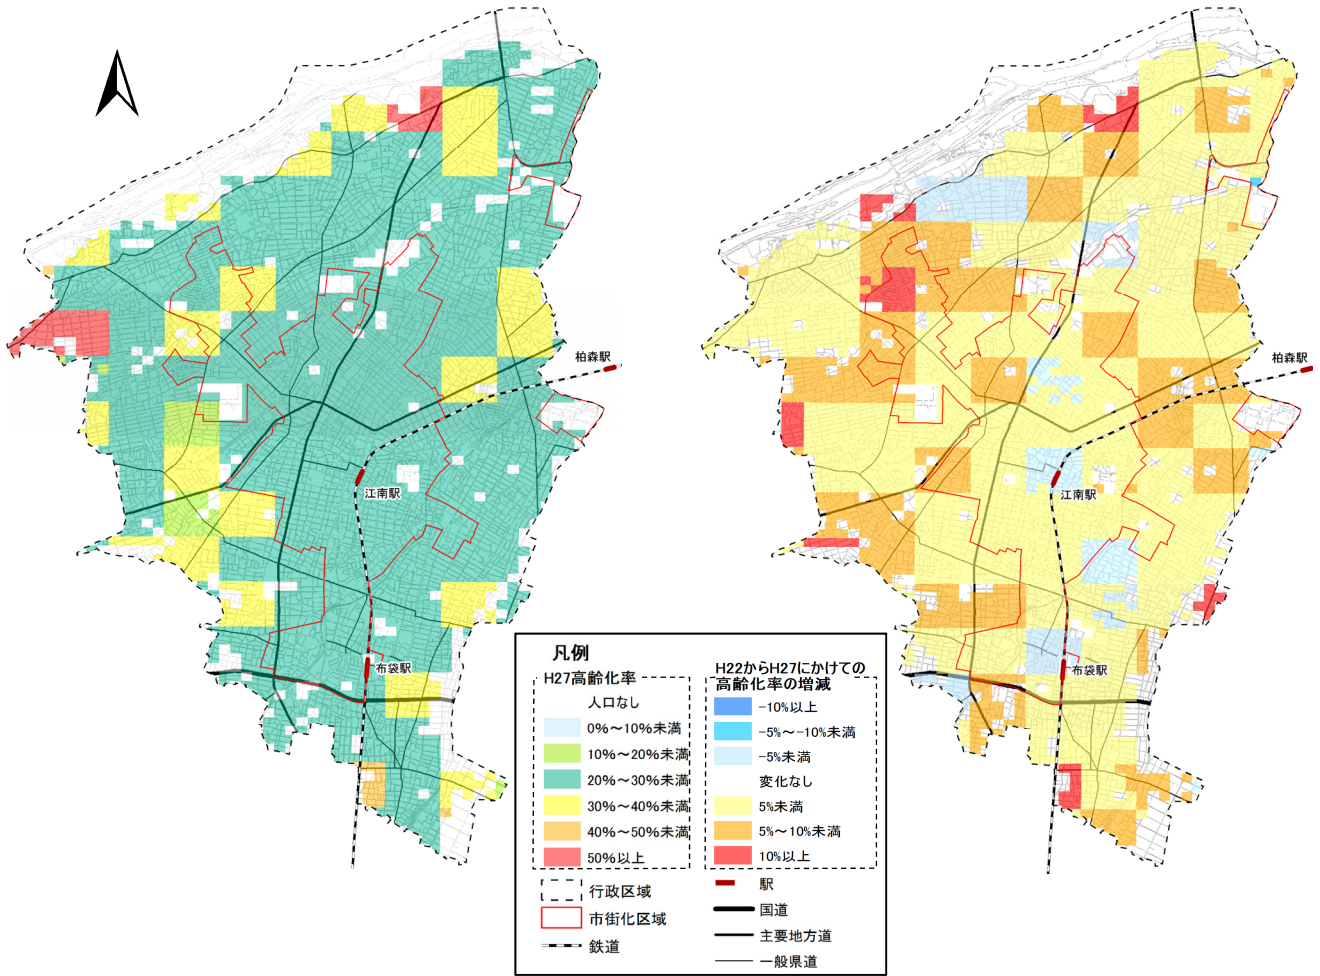 柏森駅
江南駅
布袋駅
柏森駅
江南駅
布袋駅
凡例
H27高齢化率
人口なし
0%～10%未満
10%～20%未満
20%～30%未満
30%～40%未満
40%～50%未満
50%以上
H22からH27にかけての
高齢化率の増減
-10%以上
-5%～-10%未満
-5%未満
変化なし
5%未満
5%～10%未満
10%以上
行政区域
市街化区域
鉄道
駅
国道
主要地方道
一般県道